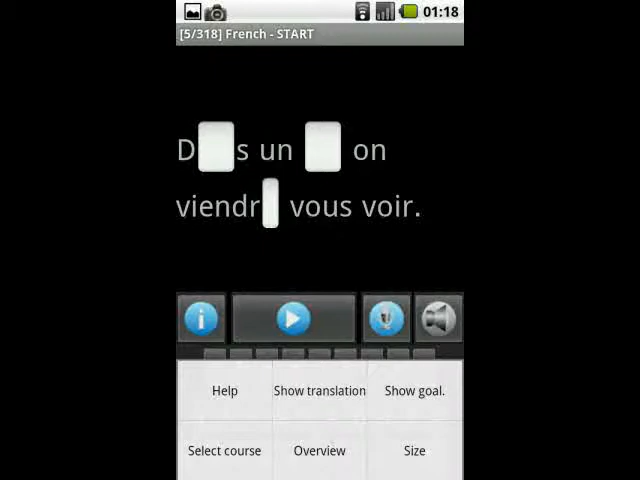 01:18
[5/318] French - START
D s un on
viendr vous voir.
Help Show translation Show goal.
Select course Overview Size